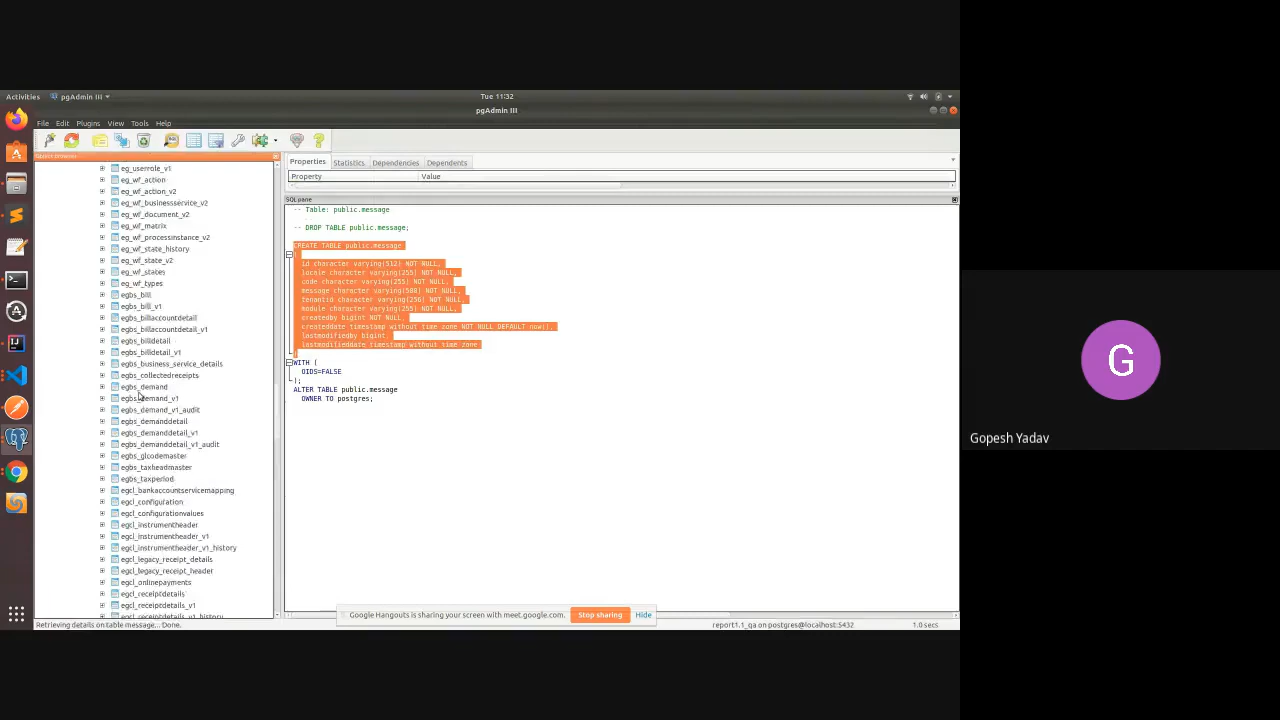 Activities
pgAdmin III
Tue 11:32
pgAdmin III
File Edit Plugins View Tools Help
Object browser
eg_userrole_v1
eg_wf_action
eg_wf_action_v2
eg_wf_businessservice_v2
eg_wf_document_v2
eg_wf_matrix
eg_wf_processinstance_v2
eg_wf_state_history
eg_wf_state_v2
eg_wf_states
eg_wf_types
egbs_bill
egbs_bill_v1
egbs_billaccountdetail
egbs_billaccountdetail_v1
egbs_billdetail
egbs_billdetail_v1
egbs_business_service_details
egbs_collectedreceipts
egbs_demand
egbs_demand_v1
egbs_demand_v1_audit
egbs_demanddetail
egbs_demanddetail_v1
egbs_demanddetail_v1_audit
egbs_glcodemaster
egbs_taxheadmaster
egbs_taxperiod
egcl_bankaccountservicemapping
egcl_configuration
egcl_configurationvalues
egcl_instrumentheader
egcl_instrumentheader_v1
egcl_instrumentheader_v1_history
egcl_legacy_receipt_details
egcl_legacy_receipt_header
egcl_onlinepayments
egcl_receiptdetails
egcl_receiptdetails_v1
egcl_receiptdetails_v1_history
Properties Statistics Dependencies Dependents
Property Value
SQL pane
-- Table: public.message
-- DROP TABLE public.message;
CREATE TABLE public.message
(
id character varying(512) NOT NULL,
locale character varying(255) NOT NULL,
code character varying(255) NOT NULL,
message character varying(500) NOT NULL,
tenantid character varying(256) NOT NULL,
module character varying(255) NOT NULL,
createdby bigint NOT NULL,
createddate timestamp without time zone NOT NULL DEFAULT now(),
lastmodifiedby bigint,
lastmodifieddate timestamp without time zone
)
WITH (
OIDS=FALSE
);
ALTER TABLE public.message
OWNER TO postgres;
Google Hangouts is sharing your screen with meet.google.com.
Stop sharing
Hide
Retrieving details on table message... Done.
report1.1_qa on postgres@localhost:5432
1.0 secs
G
Gopesh Yadav